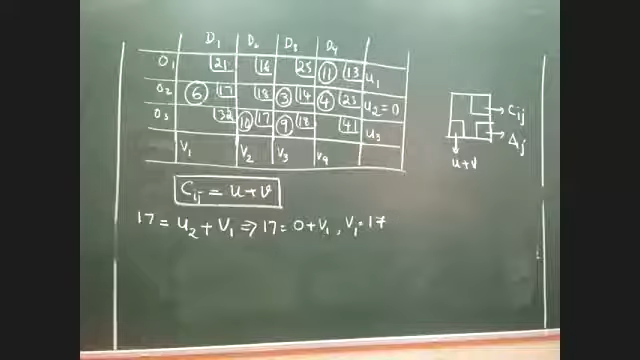 D1 D2 D3 D4
O1 21 16 25 11 13 u1
O2 6 17 18 3 14 4 23 u2=0
O3 32 10 17 9 18 41 u3
V1 V2 V3 V4
Cij
Δij
u+v
Cij = u+v
17 = u2 + V1 ⇒ 17 = 0 + V1, V1 = 17